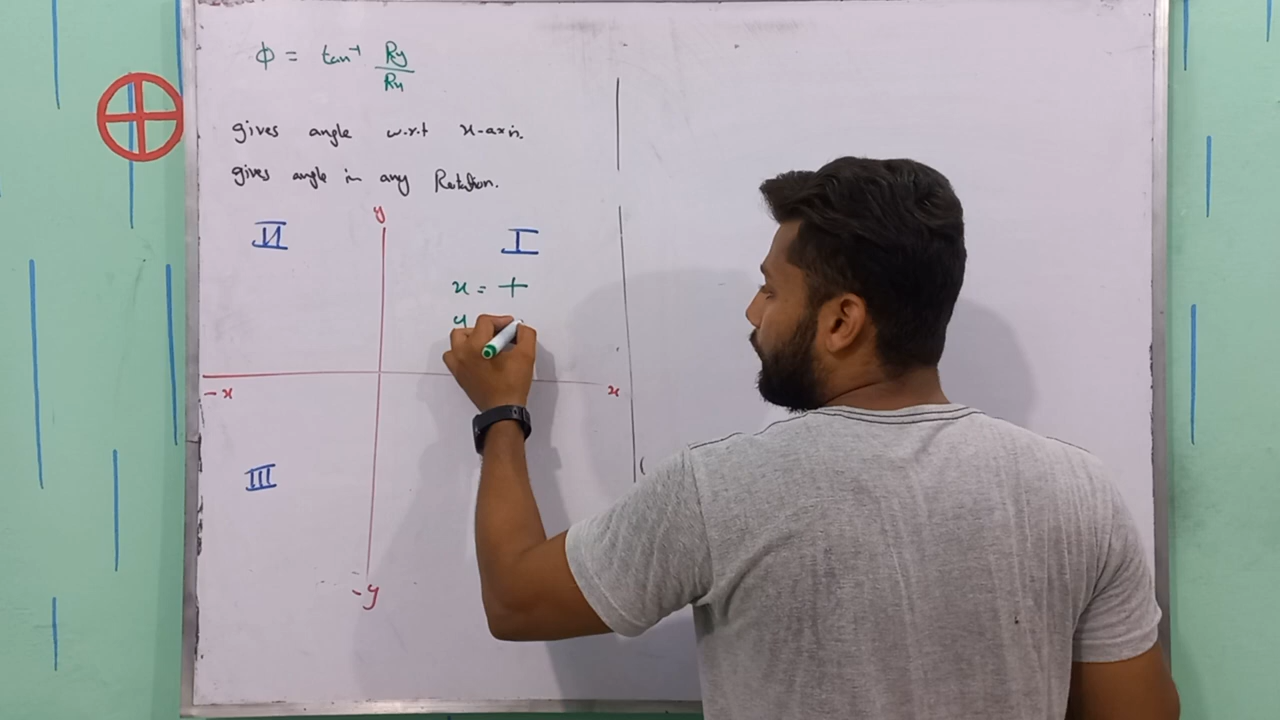 ϕ = tan⁻¹ Ry/Rx
gives angle w.r.t x-axis.
gives angle in any Rotation.
y
II I
x = +
y
-x x
III
-y